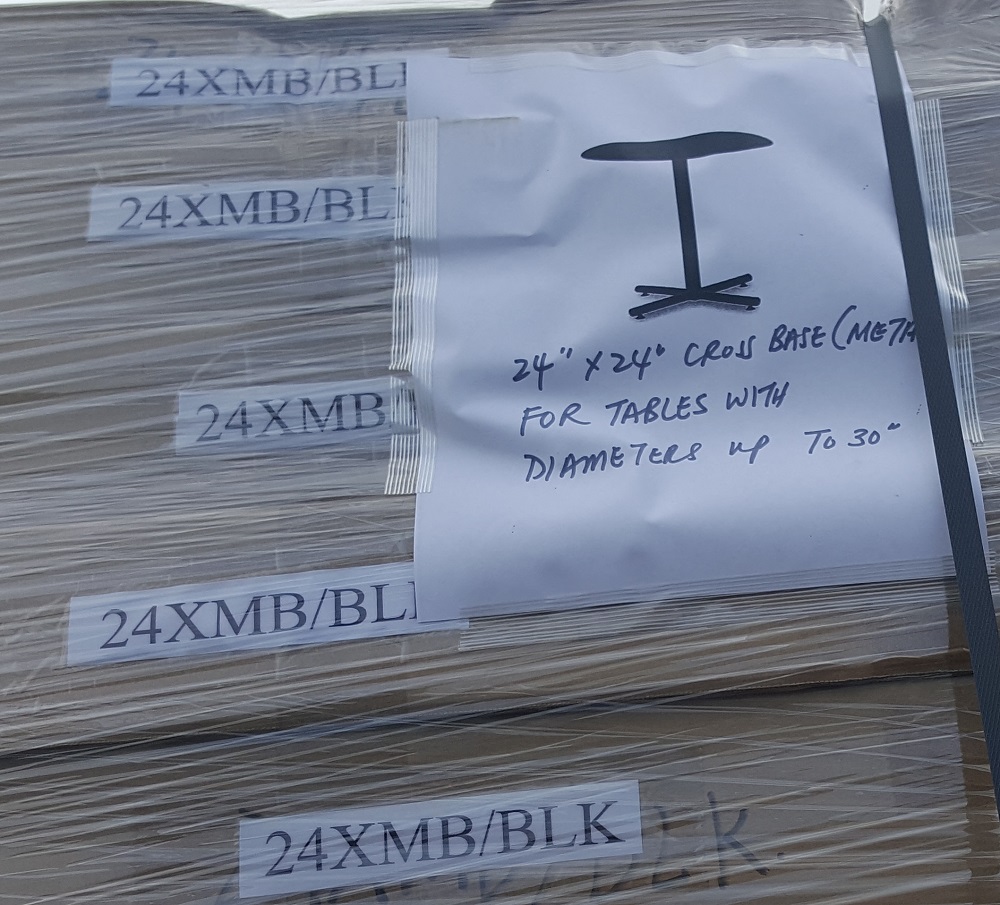 24XMB/BL
24XMB/BL
24XMB
24XMB/BL
24XMB/BLK
24" X 24" CROSS BASE (META
FOR TABLES WITH
DIAMETERS UP TO 30"